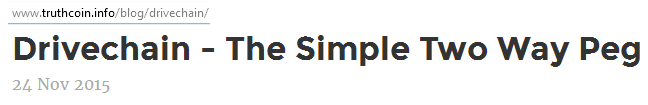 www.truthcoin.info/blog/drivechain/
Drivechain - The Simple Two Way Peg
24 Nov 2015